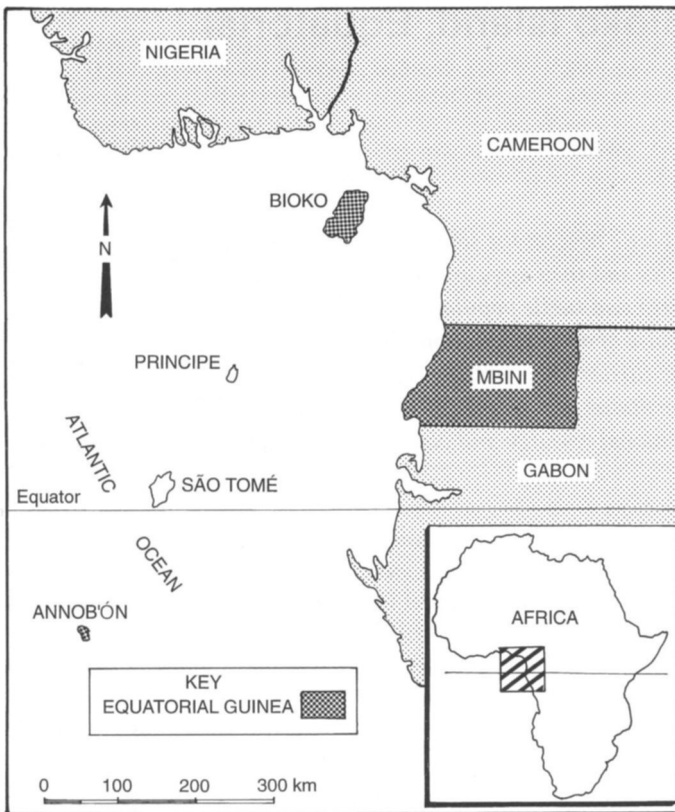 NIGERIA
CAMEROON
BIOKO
N
PRINCIPE
MBINI
ATLANTIC
SÃO TOMÉ
GABON
Equator
OCEAN
ANNOB'ÓN
AFRICA
KEY
EQUATORIAL GUINEA
0 100 200 300 km